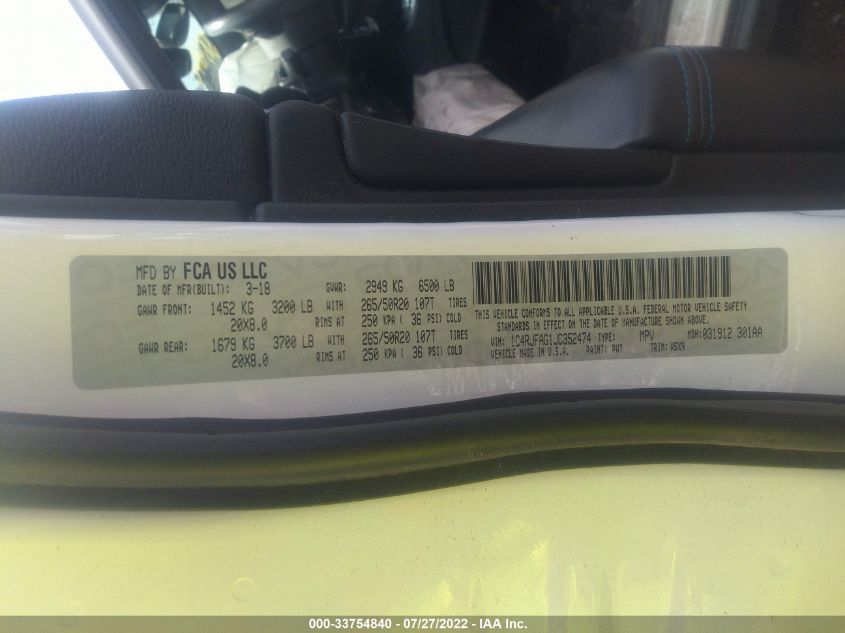 MFD BY FCA US LLC
DATE OF MFR(BUILT): 3-18 GVWR: 2949 KG 6500 LB
GAWR FRONT: 1452 KG 3200 LB WITH 265/50R20 107T TIRES
20X8.0 RIMS AT 250 KPA ( 36 PSI) COLD
GAWR REAR: 1679 KG 3700 LB WITH 265/50R20 107T TIRES
20X8.0 RIMS AT 250 KPA ( 36 PSI) COLD
THIS VEHICLE CONFORMS TO ALL APPLICABLE U.S.A. FEDERAL MOTOR VEHICLE SAFETY
STANDARDS IN EFFECT ON THE DATE OF MANUFACTURE SHOWN ABOVE.
VIN: 1C4RJFAG1JC352474 TYPE: MPV MDH:031912 301AA
MADE IN U.S.A. PAINT: PW7 TRIM: A5X9
000-33754840 - 07/27/2022 - IAA Inc.